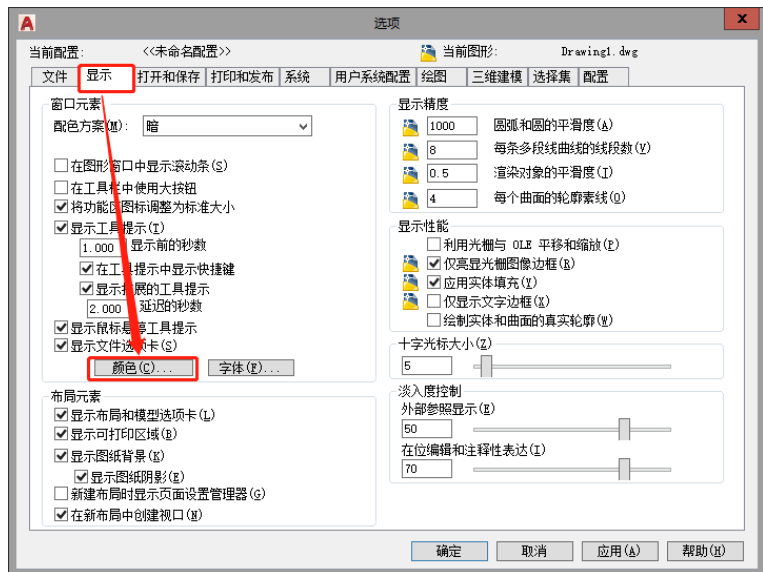 A
选项
x
当前配置: <<未命名配置>> 当前图形: Drawing1.dwg
文件 显示 打开和保存 打印和发布 系统 用户系统配置 绘图 三维建模 选择集 配置
窗口元素
配色方案(M): 暗
在图形窗口中显示滚动条(S)
在工具栏中使用大按钮
将功能区图标调整为标准大小
显示工具提示(T)
1.000 显示前的秒数
在工具提示中显示快捷键
显示扩展的工具提示
2.000 延迟的秒数
显示鼠标悬停工具提示
显示文件选项卡(S)
颜色(C)... 字体(F)...
布局元素
显示布局和模型选项卡(L)
显示可打印区域(B)
显示图纸背景(K)
显示图纸阴影(E)
新建布局时显示页面设置管理器(G)
在新布局中创建视口(N)
显示精度
1000 圆弧和圆的平滑度(A)
8 每条多段线曲线的线段数(V)
0.5 渲染对象的平滑度(J)
4 每个曲面的轮廓素线(O)
显示性能
利用光栅与 OLE 平移和缩放(P)
仅亮显光栅图像边框(R)
应用实体填充(Y)
仅显示文字边框(X)
绘制实体和曲面的真实轮廓(W)
十字光标大小(Z)
5
淡入度控制
外部参照显示(E)
50
在位编辑和注释性表达(I)
70
确定 取消 应用(A) 帮助(H)